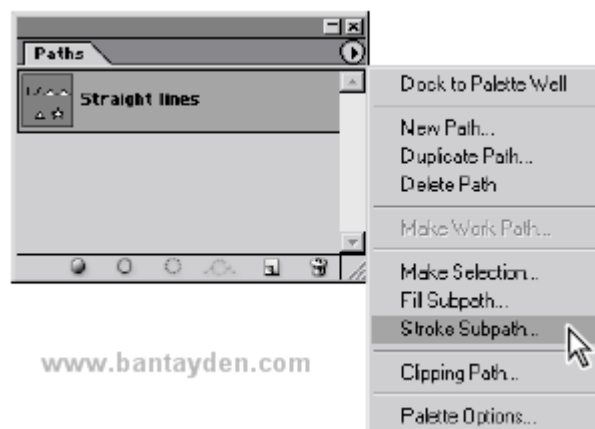 Paths
Straight lines
Dock to Palette Well
New Path...
Duplicate Path...
Delete Path
Make Work Path...
Make Selection...
Fill Subpath...
Stroke Subpath...
Clipping Path...
Palette Options...
www.bantayden.com